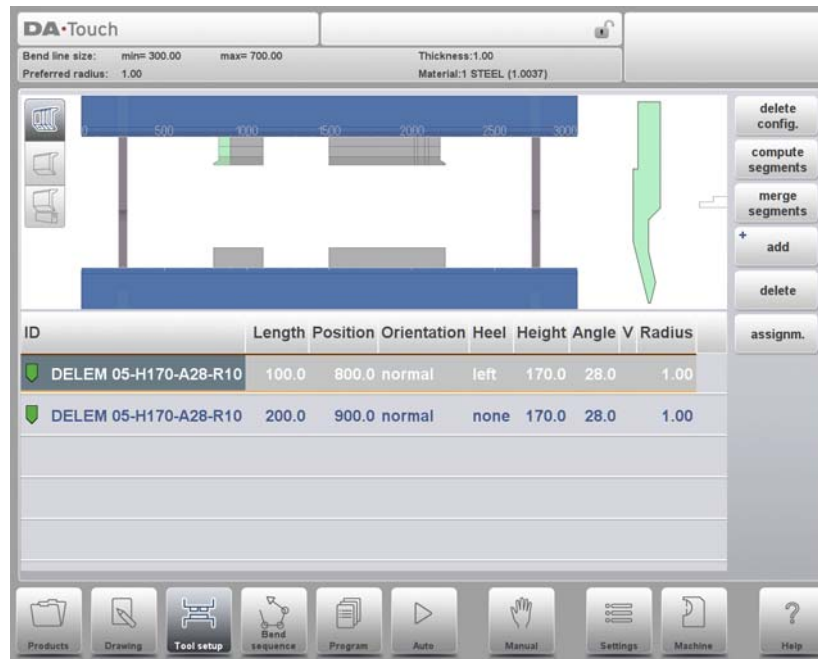 DA·Touch
Bend line size: min= 300.00 max= 700.00 Thickness:1.00
Preferred radius: 1.00 Material:1 STEEL (1.0037)
0 500 1000 1500 2000 2500 3000
delete config.
compute segments
merge segments
+ add
delete
assignm.
ID Length Position Orientation Heel Height Angle V Radius
DELEM 05-H170-A28-R10 100.0 800.0 normal left 170.0 28.0 1.00
DELEM 05-H170-A28-R10 200.0 900.0 normal none 170.0 28.0 1.00
Products Drawing Tool setup Bend sequence Program Auto Manual Settings Machine ? Help